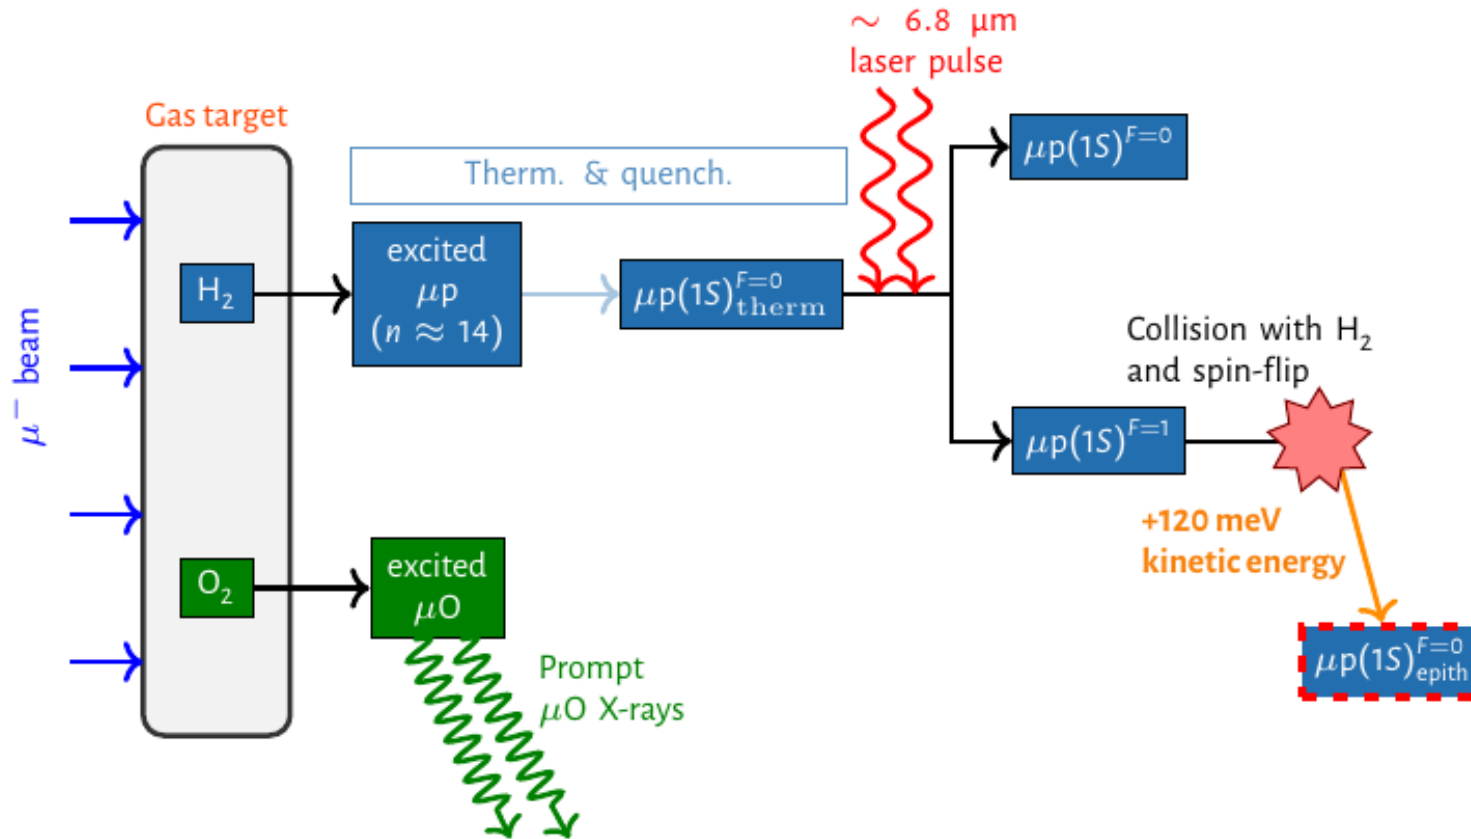 ~ 6.8 µm
laser pulse
Gas target
Therm. & quench.
µp(1S)^{F=0}
H₂
excited
µp
(n ≈ 14)
µp(1S)^{F=0}_{therm}
µ⁻ beam
Collision with H₂
and spin-flip
µp(1S)^{F=1}
+120 meV
kinetic energy
O₂
excited
µO
Prompt
µO X-rays
µp(1S)^{F=0}_{epith}